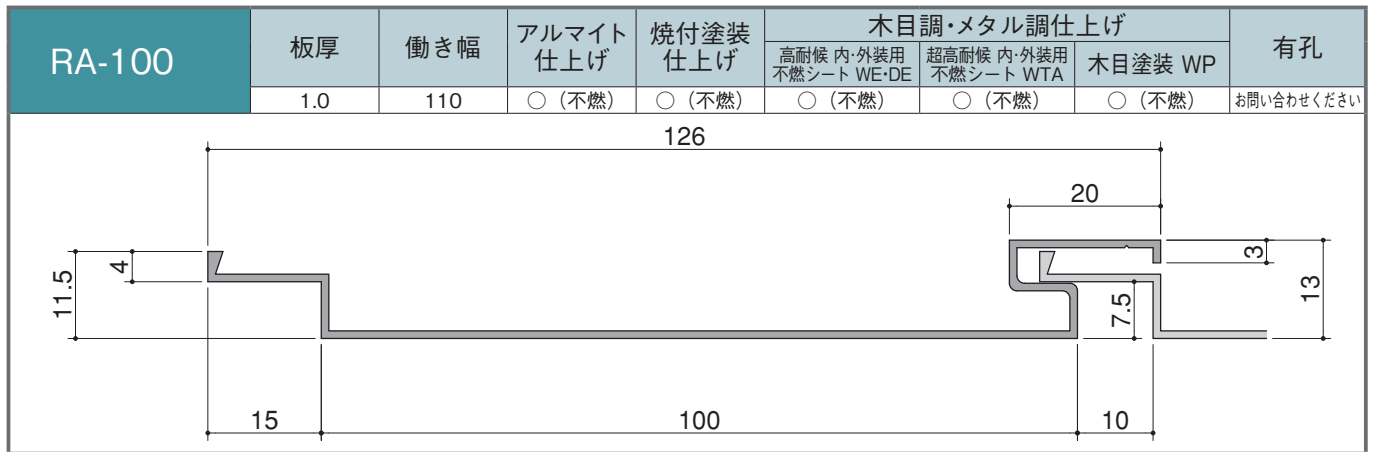 RA-100
板厚
働き幅
アルマイト
仕上げ
焼付塗装
仕上げ
木目調・メタル調仕上げ
高耐候 内・外装用
不燃シート WE・DE
超高耐候 内・外装用
不燃シート WTA
木目塗装 WP
有孔
1.0
110
○（不燃）
○（不燃）
○（不燃）
○（不燃）
○（不燃）
お問い合わせください
126
20
11.5
4
3
13
7.5
15
100
10